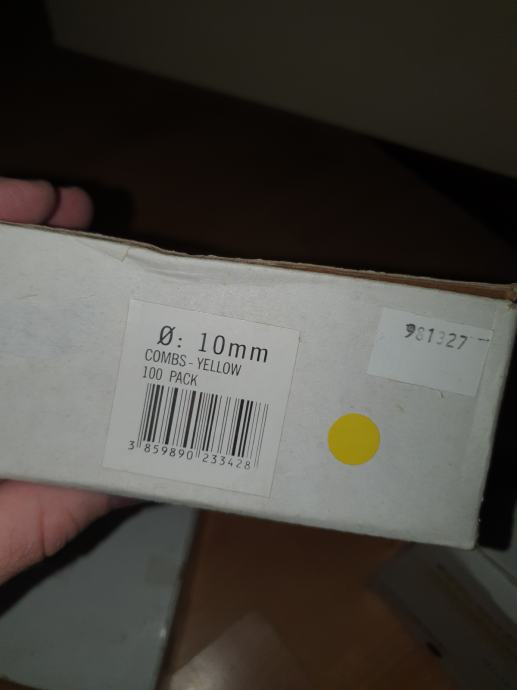 Ø: 10mm
COMBS - YELLOW
100 PACK
3 859890 233428
981327